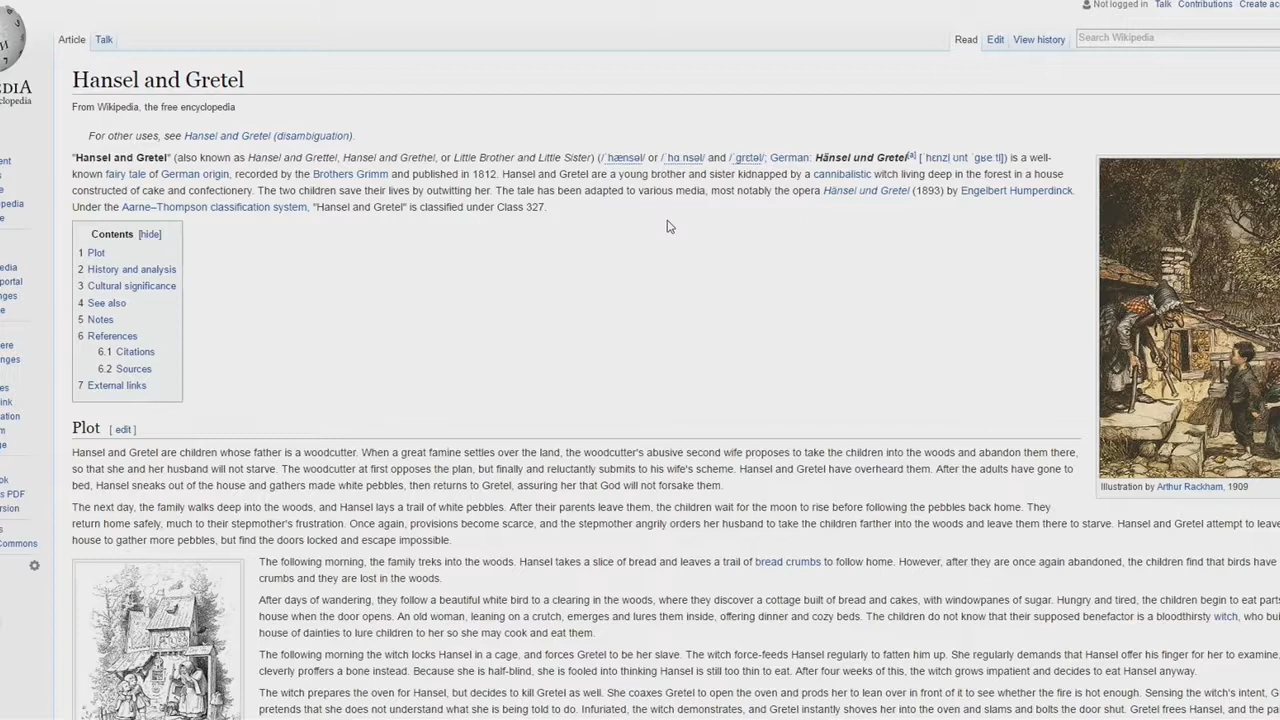 Not logged in Talk Contributions Create
Article Talk Read Edit View history Search Wikipedia
Hansel and Gretel
From Wikipedia, the free encyclopedia
For other uses, see Hansel and Gretel (disambiguation).
"Hansel and Gretel" (also known as Hansel and Grettel, Hansel and Grethel, or Little Brother and Little Sister) (/ˈhænsəl/ or /ˈhɑːnsəl/ and /ˈɡrɛtəl/; German: Hänsel und Gretel[a] [ˈhɛnzl̩ ʊnt ˈɡʁeːtl̩]) is a well-
known fairy tale of German origin, recorded by the Brothers Grimm and published in 1812. Hansel and Gretel are a young brother and sister kidnapped by a cannibalistic witch living deep in the forest in a house
constructed of cake and confectionery. The two children save their lives by outwitting her. The tale has been adapted to various media, most notably the opera Hänsel und Gretel (1893) by Engelbert Humperdinck.
Under the Aarne–Thompson classification system, "Hansel and Gretel" is classified under Class 327.
Contents [hide]
1 Plot
2 History and analysis
3 Cultural significance
4 See also
5 Notes
6 References
6.1 Citations
6.2 Sources
7 External links
Illustration by Arthur Rackham, 1909
Plot [ edit ]
Hansel and Gretel are children whose father is a woodcutter. When a great famine settles over the land, the woodcutter's abusive second wife proposes to take the children into the woods and abandon them there,
so that she and her husband will not starve. The woodcutter at first opposes the plan, but finally and reluctantly submits to his wife's scheme. Hansel and Gretel have overheard them. After the adults have gone to
bed, Hansel sneaks out of the house and gathers made white pebbles, then returns to Gretel, assuring her that God will not forsake them.
The next day, the family walks deep into the woods, and Hansel lays a trail of white pebbles. After their parents leave them, the children wait for the moon to rise before following the pebbles back home. They
return home safely, much to their stepmother's frustration. Once again, provisions become scarce, and the stepmother angrily orders her husband to take the children farther into the woods and leave them there to starve. Hansel and Gretel attempt to leave
house to gather more pebbles, but find the doors locked and escape impossible.
The following morning, the family treks into the woods. Hansel takes a slice of bread and leaves a trail of bread crumbs to follow home. However, after they are once again abandoned, the children find that birds have
crumbs and they are lost in the woods.
After days of wandering, they follow a beautiful white bird to a clearing in the woods, where they discover a cottage built of bread and cakes, with windowpanes of sugar. Hungry and tired, the children begin to eat parts
house when the door opens. An old woman, leaning on a crutch, emerges and lures them inside, offering dinner and cozy beds. The children do not know that their supposed benefactor is a bloodthirsty witch, who
house of dainties to lure children to her so she may cook and eat them.
The following morning the witch locks Hansel in a cage, and forces Gretel to be her slave. The witch force-feeds Hansel regularly to fatten him up. She regularly demands that Hansel offer his finger for her to examine,
cleverly proffers a bone instead. Because she is half-blind, she is fooled into thinking Hansel is still too thin to eat. After four weeks of this, the witch grows impatient and decides to eat Hansel anyway.
The witch prepares the oven for Hansel, but decides to kill Gretel as well. She coaxes Gretel to open the oven and prods her to lean over in front of it to see whether the fire is hot enough. Sensing the witch's intent,
pretends that she does not understand what she is being told to do. Infuriated, the witch demonstrates, and Gretel instantly shoves her into the oven and slams and bolts the door shut. Gretel frees Hansel, and the